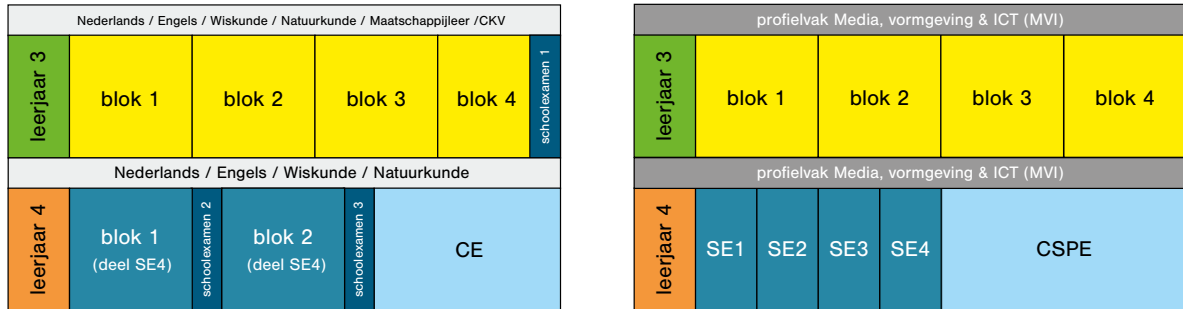 Nederlands / Engels / Wiskunde / Natuurkunde / Maatschappijleer /CKV
leerjaar 3
blok 1
blok 2
blok 3
blok 4
schoolexamen 1
Nederlands / Engels / Wiskunde / Natuurkunde
leerjaar 4
blok 1
(deel SE4)
schoolexamen 2
blok 2
(deel SE4)
schoolexamen 3
CE
profielvak Media, vormgeving & ICT (MVI)
leerjaar 3
blok 1
blok 2
blok 3
blok 4
profielvak Media, vormgeving & ICT (MVI)
leerjaar 4
SE1
SE2
SE3
SE4
CSPE